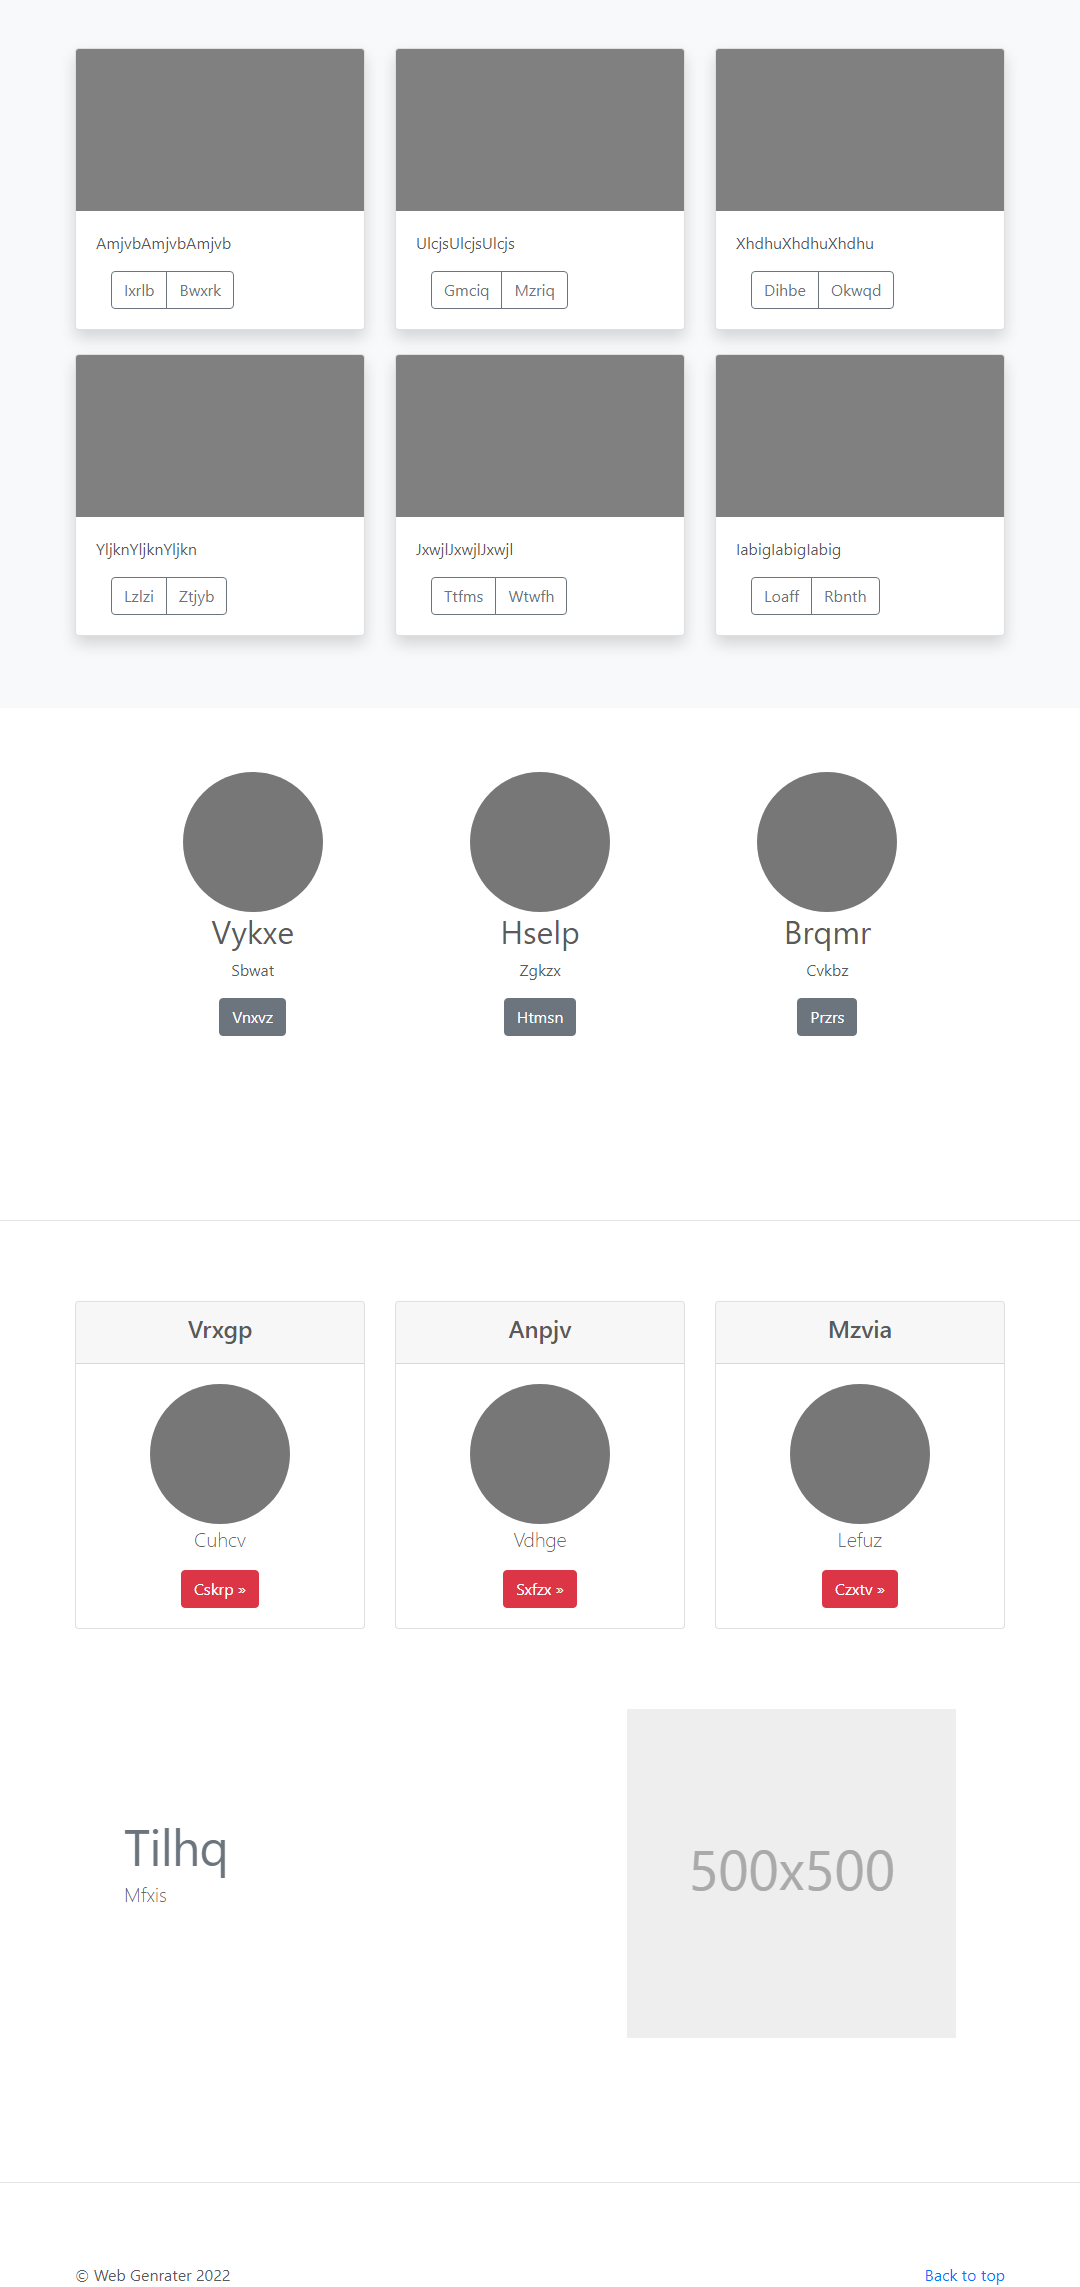 AmjvbAmjvbAmjvb
UlcjsUlcjsUlcjs
XhdhuXhdhuXhdhu
Ixrlb Bwxrk
Gmciq Mzriq
Dihbe Okwqd
YljknYljknYljkn
JxwjlJxwjlJxwjl
IabigIabigIabig
Lzlzi Ztjyb
Ttfms Wtwfh
Loaff Rbnth
Vykxe
Hselp
Brqmr
Sbwat
Zgkzx
Cvkbz
Vnxvz
Htmsn
Przrs
Vrxgp
Anpjv
Mzvia
Cuhcv
Vdhge
Lefuz
Cskrp »
Sxfzx »
Czxtv »
Tilhq
Mfxis
500x500
© Web Genrater 2022
Back to top